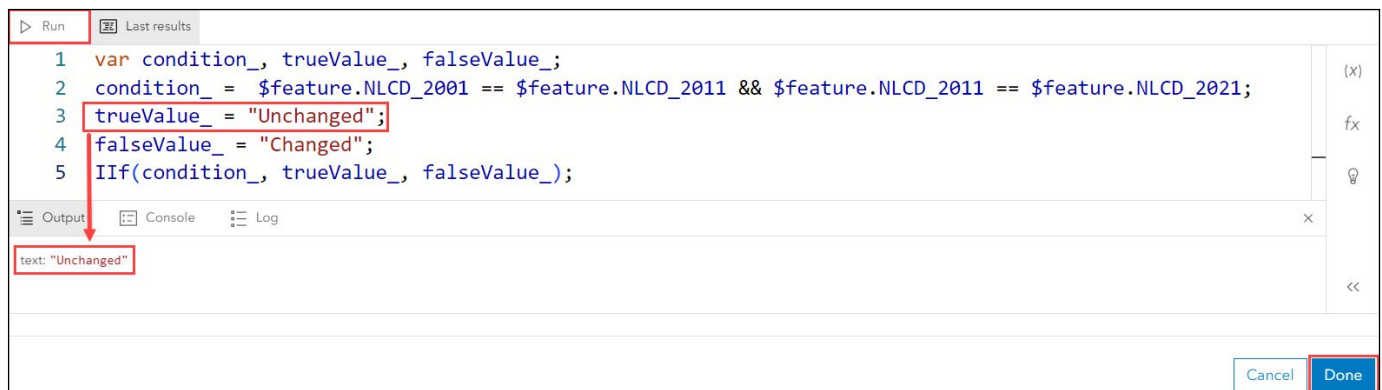 Run Last results
1 var condition_, trueValue_, falseValue_;
2 condition_ = $feature.NLCD_2001 == $feature.NLCD_2011 && $feature.NLCD_2011 == $feature.NLCD_2021;
3 trueValue_ = "Unchanged";
4 falseValue_ = "Changed";
5 IIf(condition_, trueValue_, falseValue_);
(x)
fx
Output Console Log
text: "Unchanged"
Cancel Done